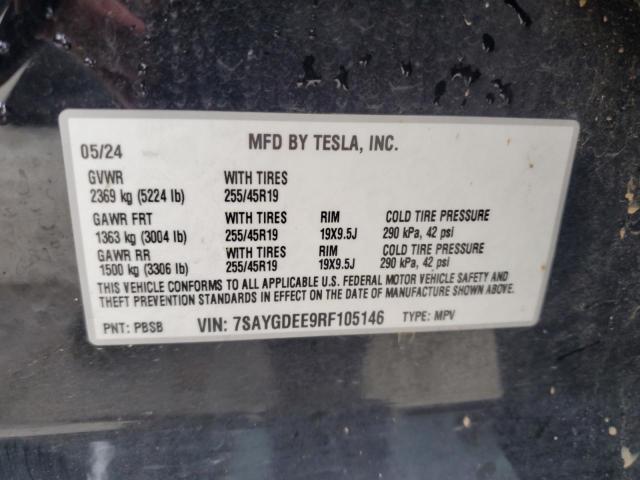 05/24 MFD BY TESLA, INC.
GVWR WITH TIRES
2369 kg (5224 lb) 255/45R19
GAWR FRT WITH TIRES RIM COLD TIRE PRESSURE
1363 kg (3004 lb) 255/45R19 19X9.5J 290 kPa, 42 psi
GAWR RR WITH TIRES RIM COLD TIRE PRESSURE
1500 kg (3306 lb) 255/45R19 19X9.5J 290 kPa, 42 psi
THIS VEHICLE CONFORMS TO ALL APPLICABLE U.S. FEDERAL MOTOR VEHICLE SAFETY AND
THEFT PREVENTION STANDARDS IN EFFECT ON THE DATE OF MANUFACTURE SHOWN ABOVE.
PNT: PBSB VIN: 7SAYGDEE9RF105146 TYPE: MPV